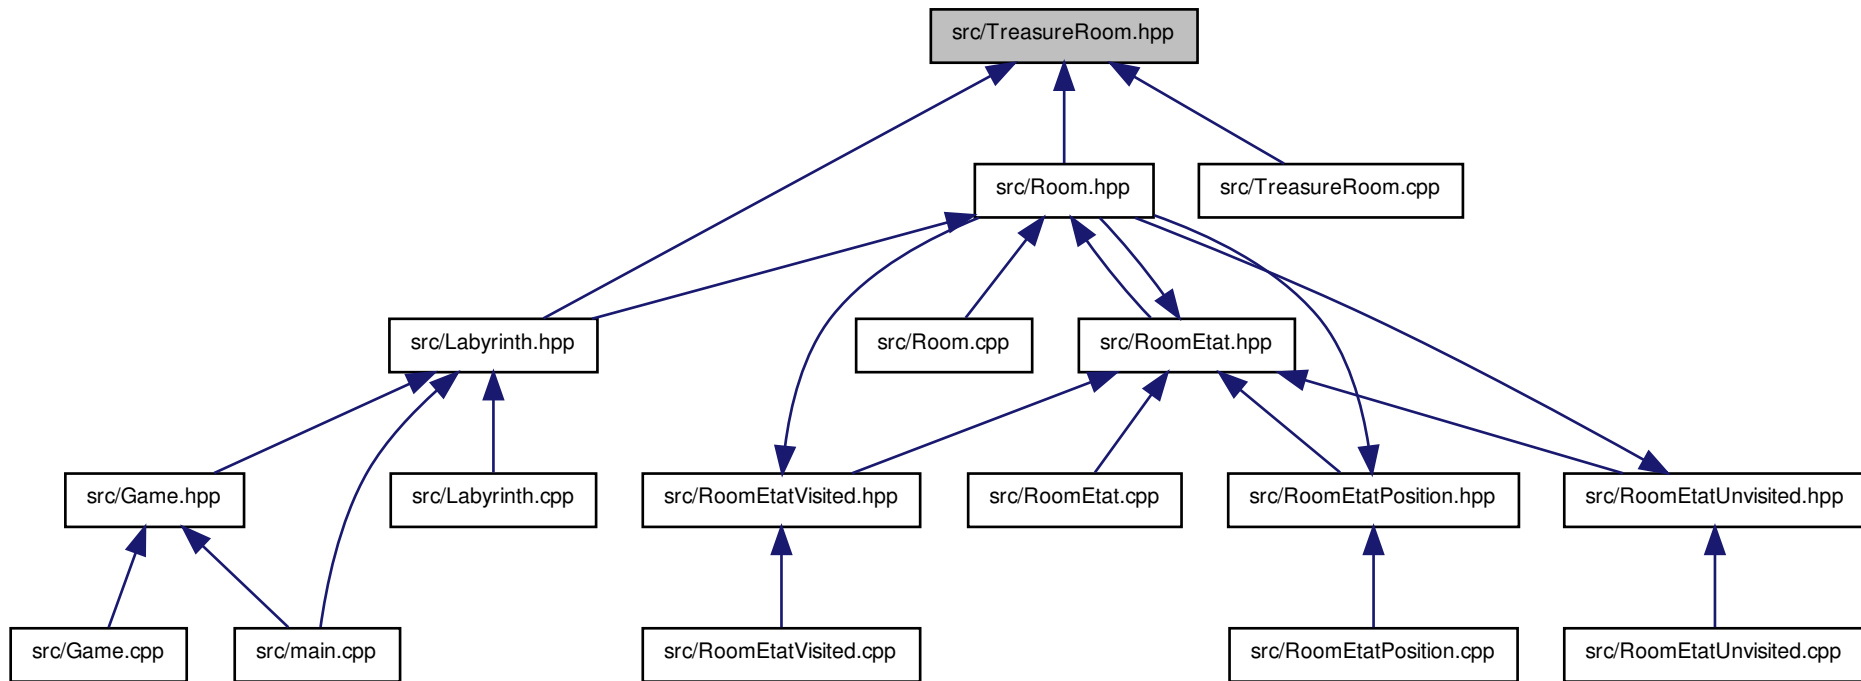 src/TreasureRoom.hpp
src/Room.hpp
src/TreasureRoom.cpp
src/Labyrinth.hpp
src/Room.cpp
src/RoomEtat.hpp
src/Game.hpp
src/Labyrinth.cpp
src/RoomEtatVisited.hpp
src/RoomEtat.cpp
src/RoomEtatPosition.hpp
src/RoomEtatUnvisited.hpp
src/Game.cpp
src/main.cpp
src/RoomEtatVisited.cpp
src/RoomEtatPosition.cpp
src/RoomEtatUnvisited.cpp